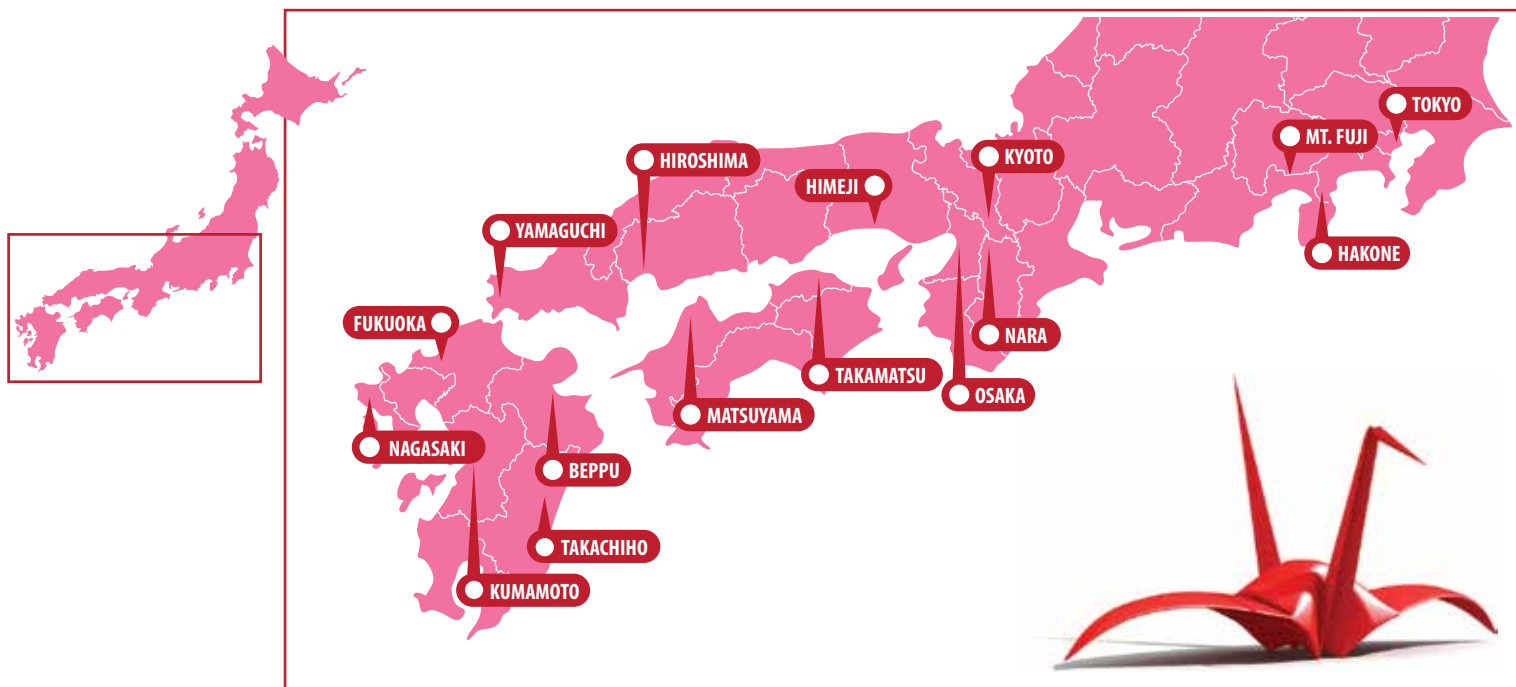 TOKYO
MT. FUJI
KYOTO
HIROSHIMA
HIMEJI
YAMAGUCHI
HAKONE
FUKUOKA
NARA
TAKAMATSU
OSAKA
MATSUYAMA
NAGASAKI
BEPPU
TAKACHIHO
KUMAMOTO